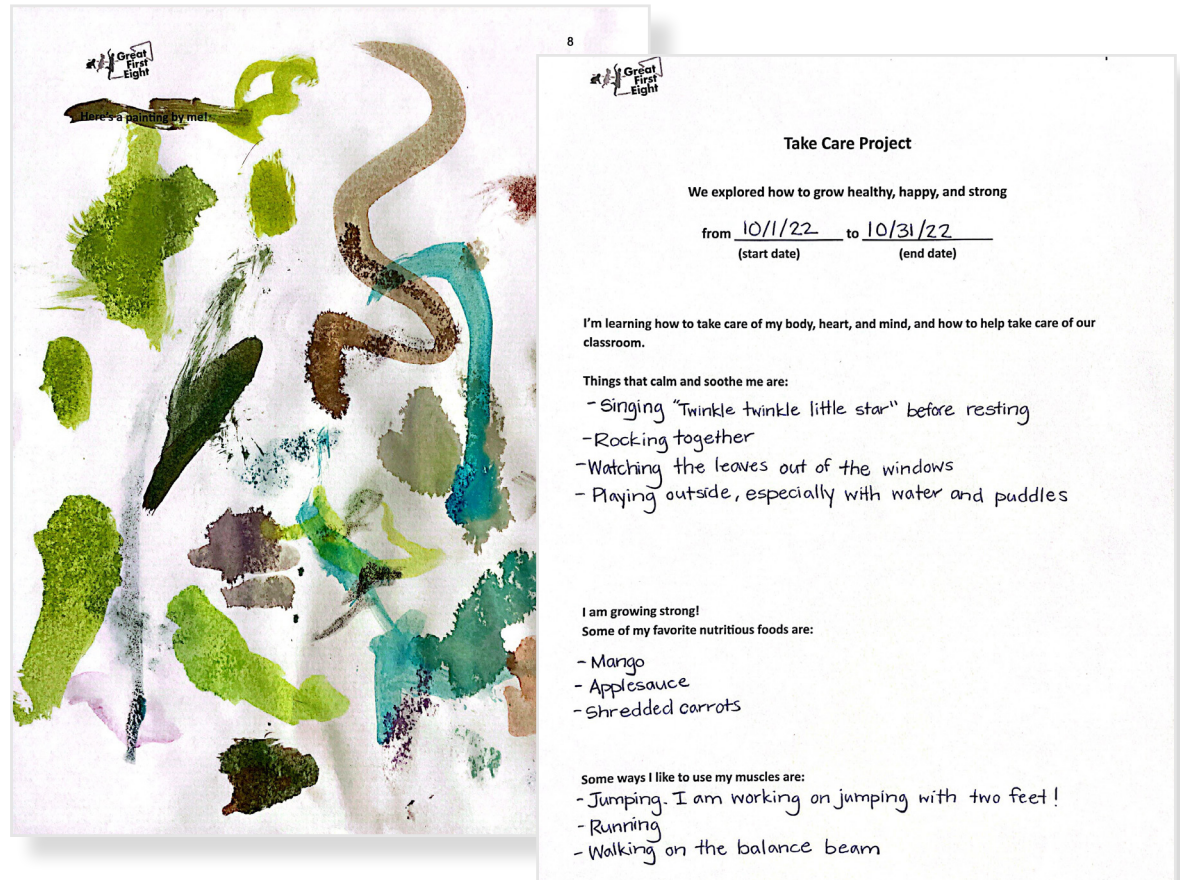 8
Great
First
Eight
Here's a painting by me!
Great
First
Eight
Take Care Project
We explored how to grow healthy, happy, and strong
from 10/1/22 to 10/31/22
(start date) (end date)
I'm learning how to take care of my body, heart, and mind, and how to help take care of our
classroom.
Things that calm and soothe me are:
- Singing "Twinkle twinkle little star" before resting
- Rocking together
- Watching the leaves out of the windows
- Playing outside, especially with water and puddles
I am growing strong!
Some of my favorite nutritious foods are:
- Mango
- Applesauce
- Shredded carrots
Some ways I like to use my muscles are:
- Jumping. I am working on jumping with two feet!
- Running
- Walking on the balance beam